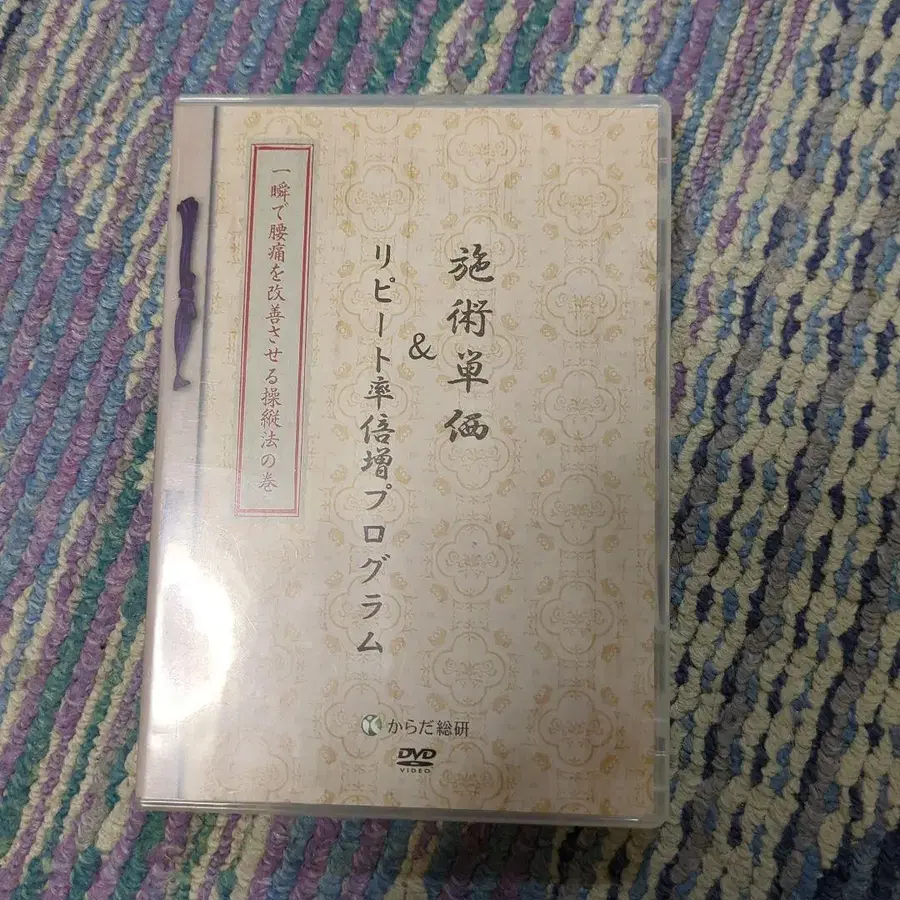 施術単価
&
リピート率倍増プログラム
一瞬で腰痛を改善させる操縦法の巻
からだ総研
DVD
VIDEO